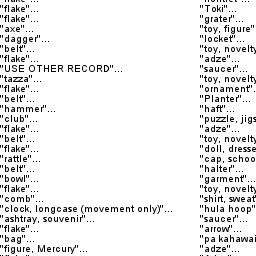 "flake"... "Toki"...
"flake"... "grater"...
"axe"... "toy, figure"
"dagger"... "locket"...
"belt"... "toy, novelty
"flake"... "adze"...
"USE OTHER RECORD"... "saucer"...
"tazza"... "toy, novelty
"flake"... "ornament"...
"belt"... "Planter"...
"hammer"... "haft"...
"club"... "puzzle, jigs
"flake"... "adze"...
"belt"... "toy, novelty
"flake"... "doll, dresse
"rattle"... "cap, schoo
"belt"... "halter"...
"bowl"... "garment"...
"flake"... "toy, novelty
"comb"... "shirt, sweat
"clock, longcase (movement only)"... "hula hoop"
"ashtray, souvenir"... "saucer"...
"flake"... "arrow"...
"bag"... "pa kahawai
"figure, Mercury"... "adze"...